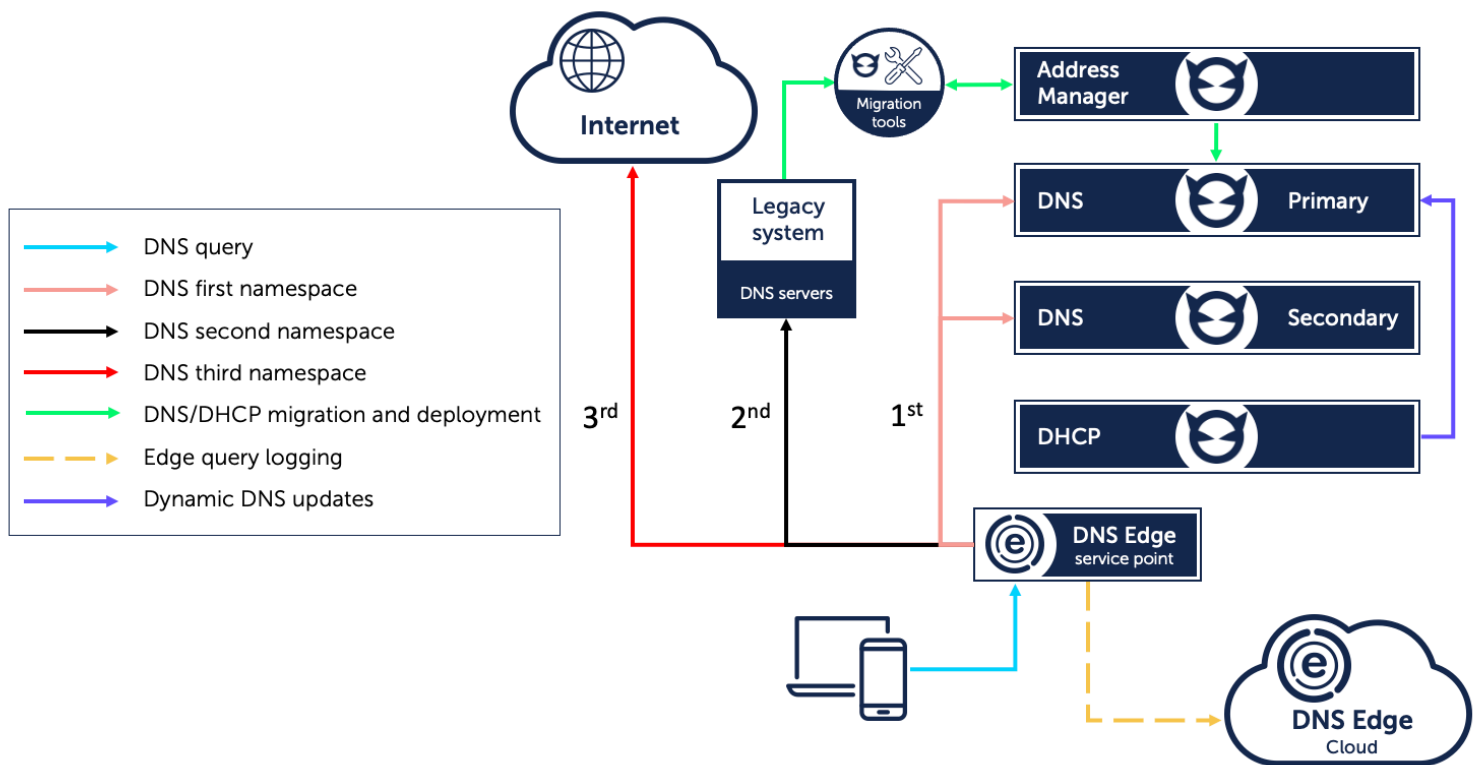 Internet
Migration
tools
Address
Manager
Legacy
system
DNS servers
DNS Primary
DNS Secondary
DHCP
DNS query
DNS first namespace
DNS second namespace
DNS third namespace
DNS/DHCP migration and deployment
Edge query logging
Dynamic DNS updates
3rd
2nd
1st
e
DNS Edge
service point
e
DNS Edge
Cloud